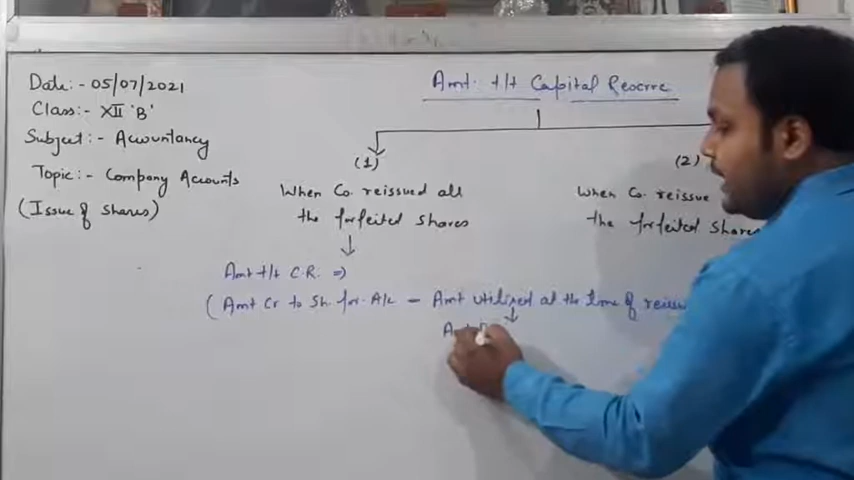 Date:- 05/07/2021
Class:- XII 'B'
Subject:- Accountancy
Topic:- Company Accounts
(Issue of Shares)
Amt. t/t Capital Reserve
(1)
When Co. reissued all
the forfeited shares
(2)
When Co. reissue
the forfeited shares
Amt t/t C.R. ⇒
(Amt Cr to Sh. for. A/c - Amt utilized at the time of reissu